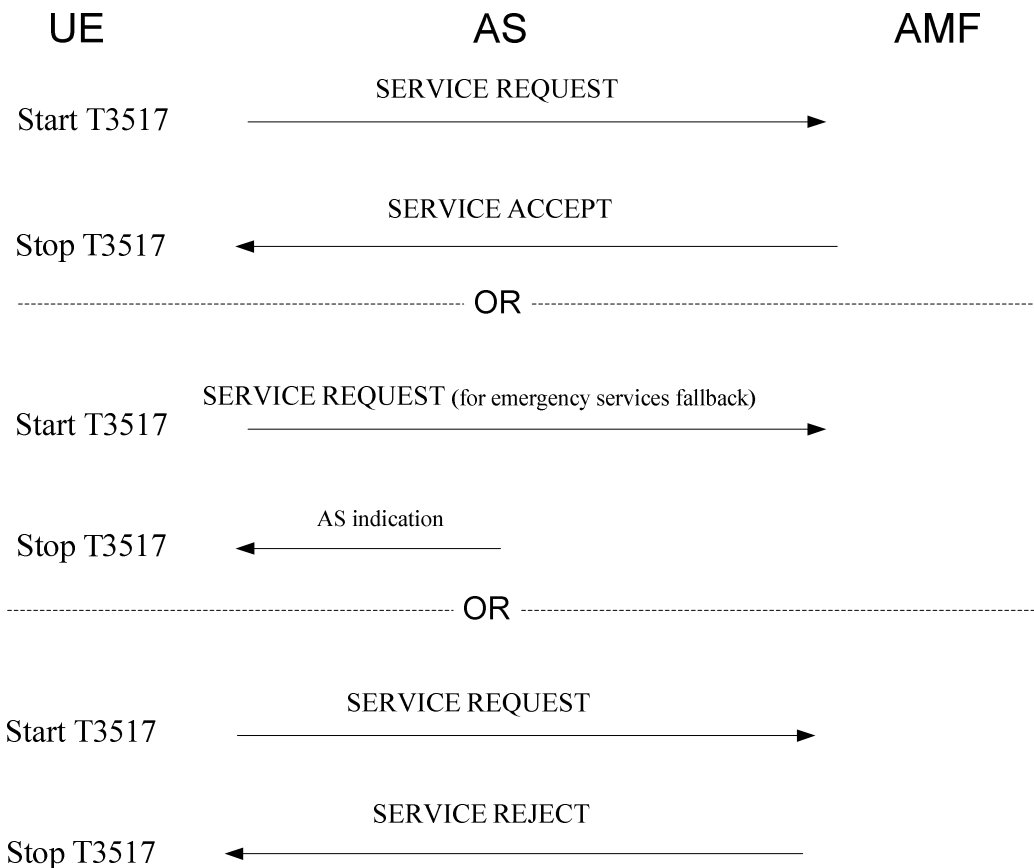 UE AS AMF
SERVICE REQUEST
Start T3517
SERVICE ACCEPT
Stop T3517
OR
SERVICE REQUEST (for emergency services fallback)
Start T3517
AS indication
Stop T3517
OR
SERVICE REQUEST
Start T3517
SERVICE REJECT
Stop T3517